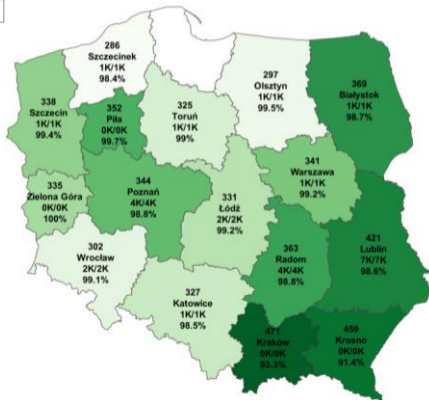 286
Szczecinek
1K/1K
98.4%
297
Olsztyn
1K/1K
99.5%
369
Białystok
1K/1K
98.7%
338
Szczecin
1K/1K
99.4%
352
Piła
0K/0K
99.7%
325
Toruń
1K/1K
99%
341
Warszawa
1K/1K
99.2%
335
Zielona Góra
0K/0K
100%
344
Poznań
4K/4K
98.8%
331
Łódź
2K/2K
99.2%
421
Lublin
7K/7K
98.6%
302
Wrocław
2K/2K
99.1%
363
Radom
4K/4K
98.8%
327
Katowice
1K/1K
98.5%
471
Kraków
0K/0K
93.3%
459
Krosno
0K/0K
91.4%